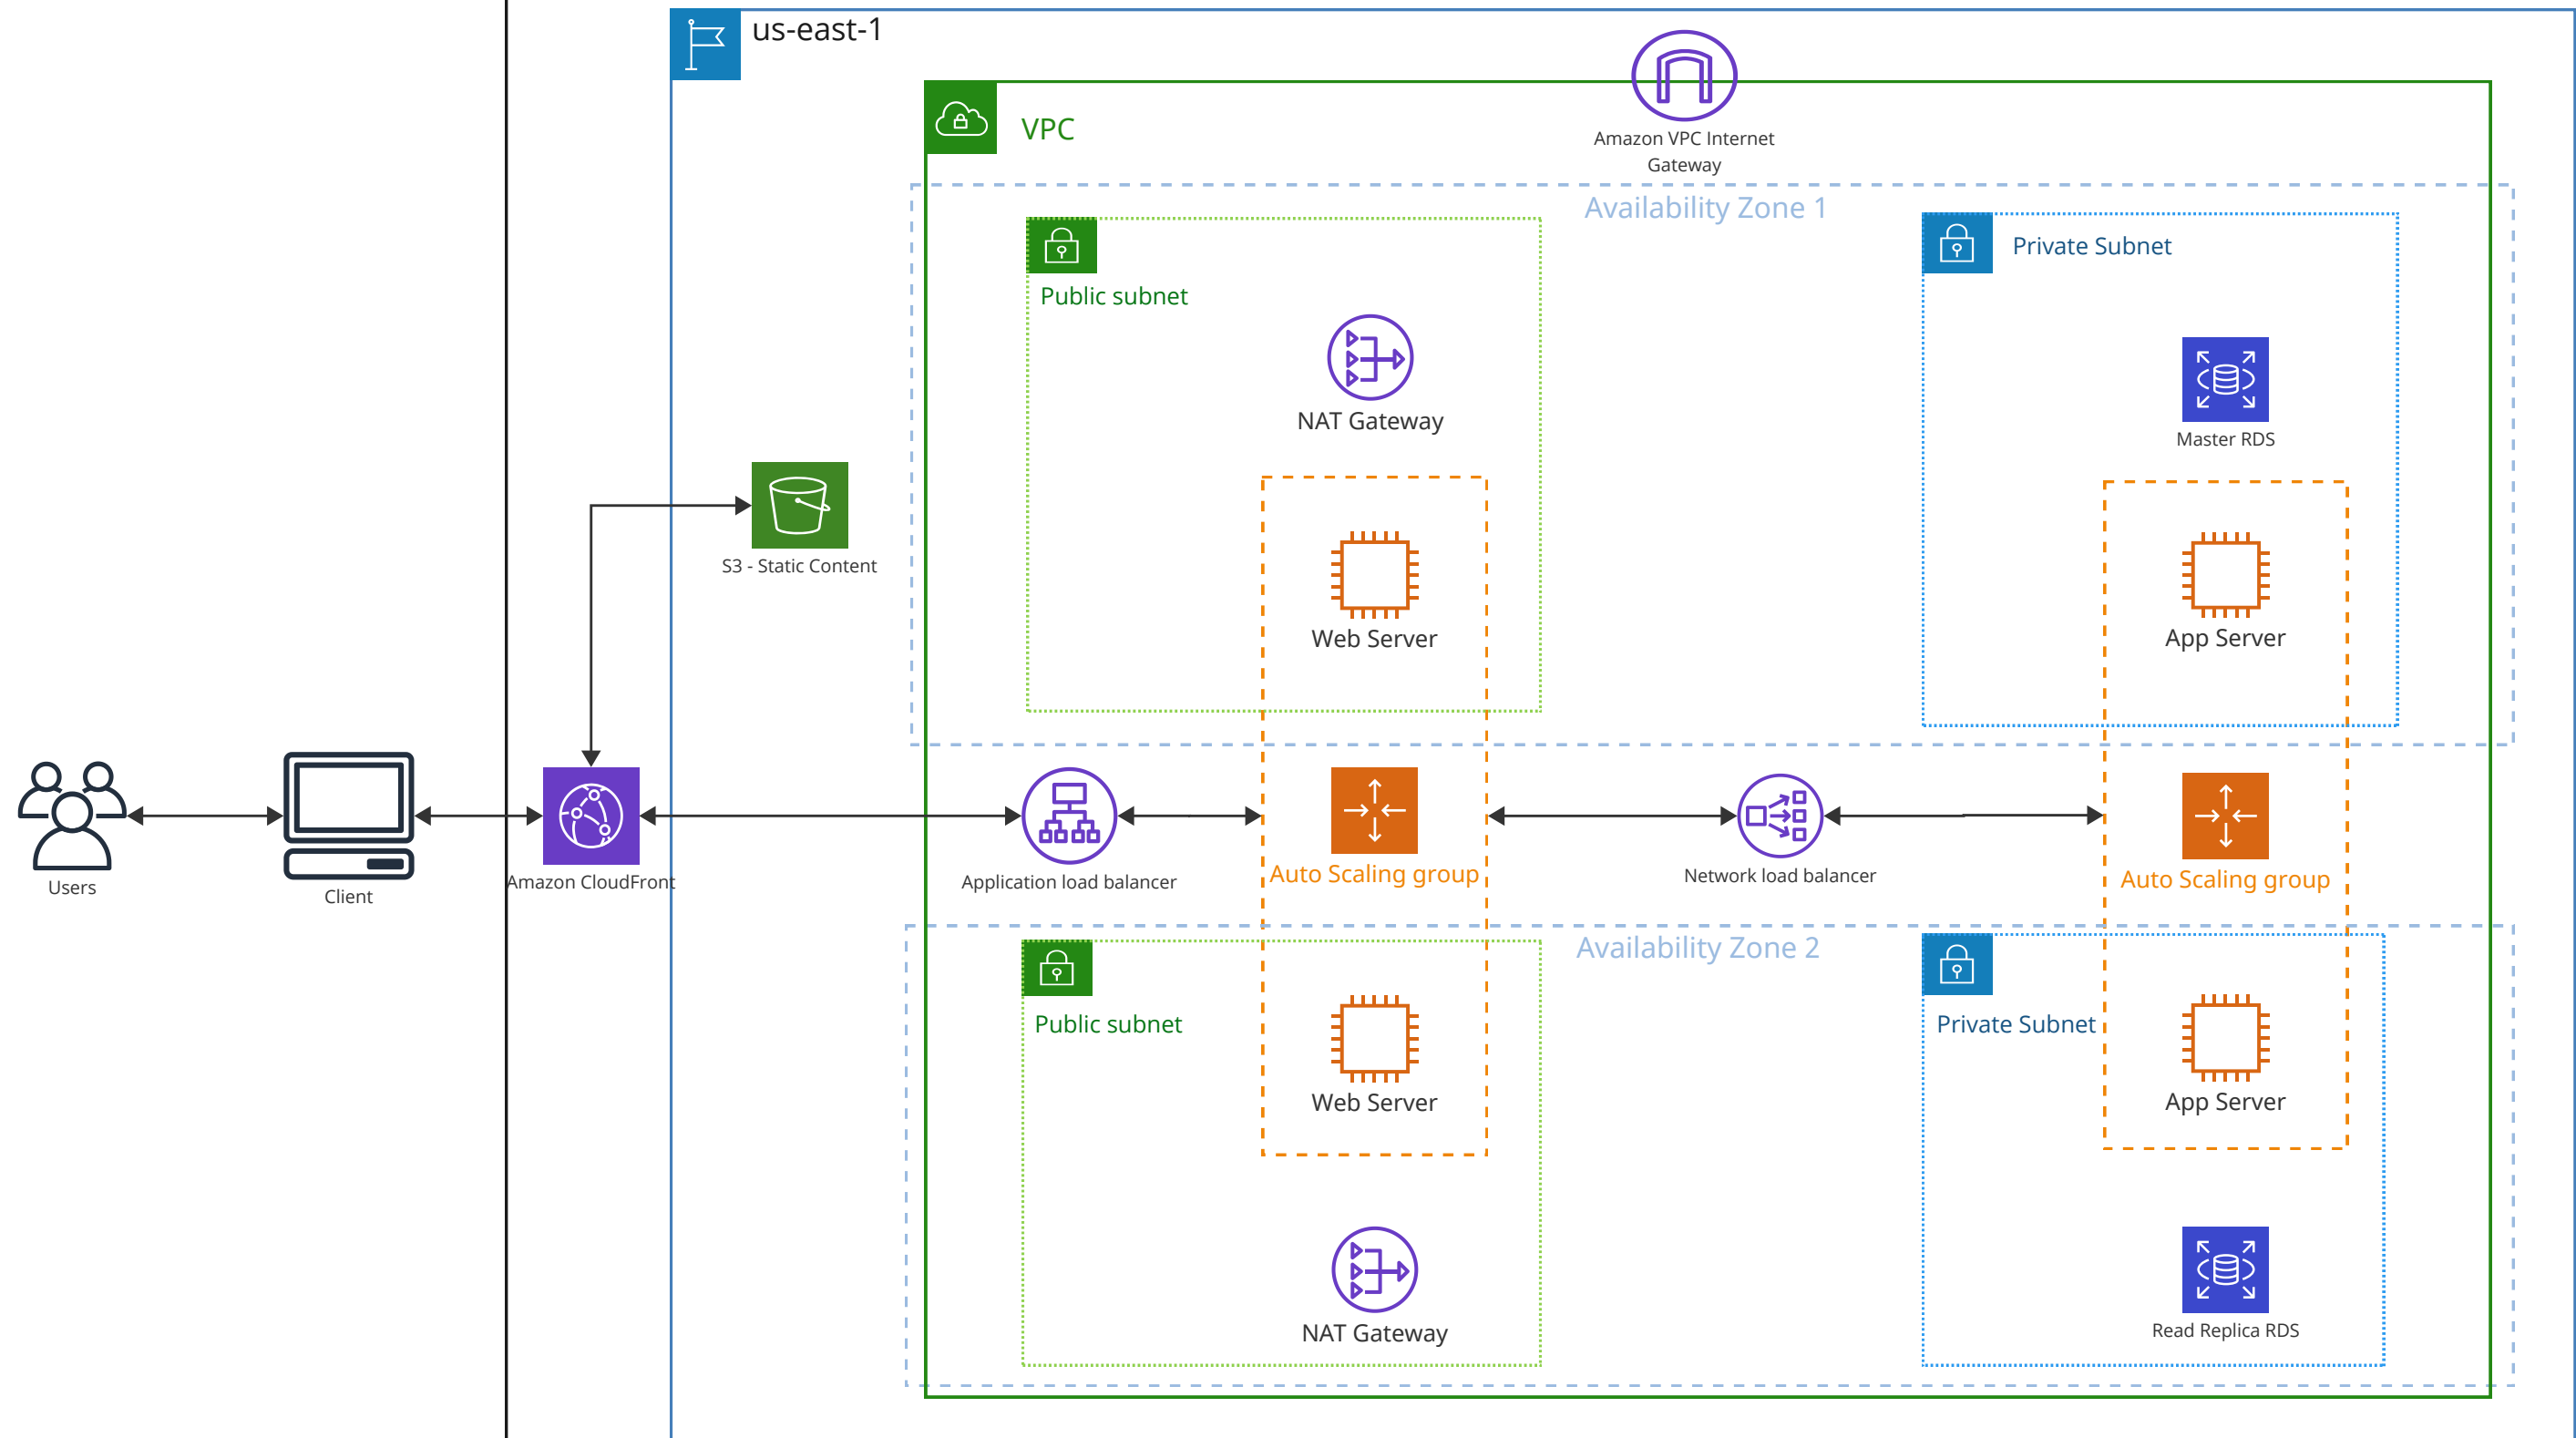 us-east-1
Amazon VPC Internet
Gateway
VPC
Availability Zone 1
Public subnet
Private Subnet
NAT Gateway
Master RDS
S3 - Static Content
Web Server
App Server
Users
Client
Amazon CloudFront
Application load balancer
Auto Scaling group
Network load balancer
Auto Scaling group
Availability Zone 2
Public subnet
Private Subnet
Web Server
App Server
NAT Gateway
Read Replica RDS